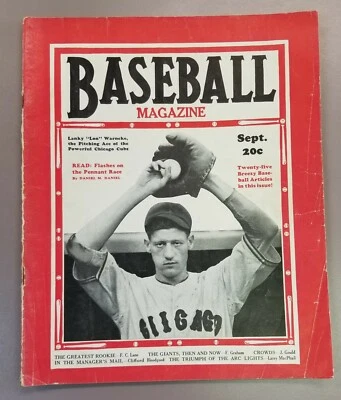 BASEBALL
MAGAZINE
Lanky "Lon" Warneke,
the Pitching Ace of the
Powerful Chicago Cubs
READ: Flashes on
the Pennant Race
By DANIEL M. DANIEL
Sept.
20c
Twenty-five
Breezy Base-
ball Articles
in this issue!
CHICAGO
THE GREATEST ROOKIE - F. C. Lane THE GIANTS, THEN AND NOW - F. Graham CROWDS - J. Gould
IN THE MANAGER'S MAIL - Clifford Bloodgood THE TRIUMPH OF THE ARC LIGHTS - Larry MacPhail